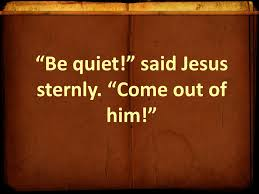 “Be quiet!” said Jesus
sternly. “Come out of
him!”